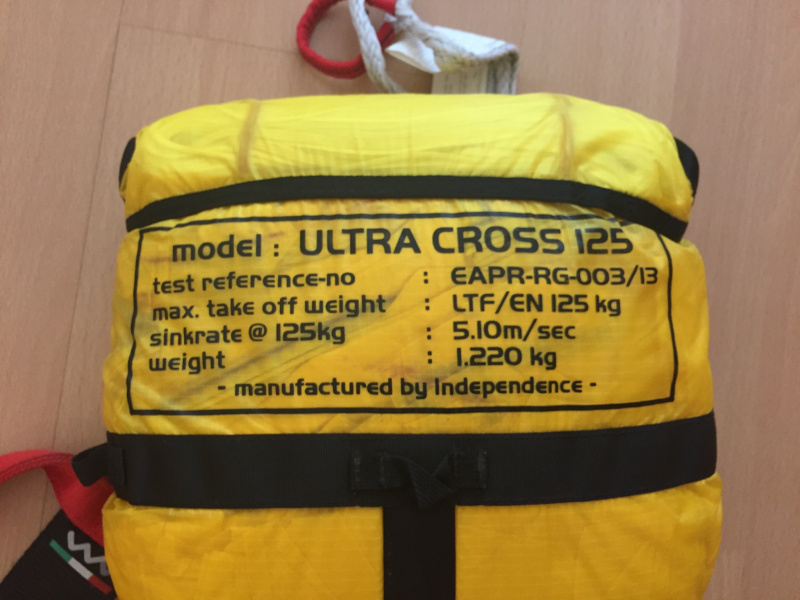 model : ULTRA CROSS 125
test reference-no : EAPR-RG-003/13
max. take off weight : LTF/EN 125 kg
sinkrate @ 125kg : 5.10m/sec
weight : 1.220 kg
- manufactured by Independence -